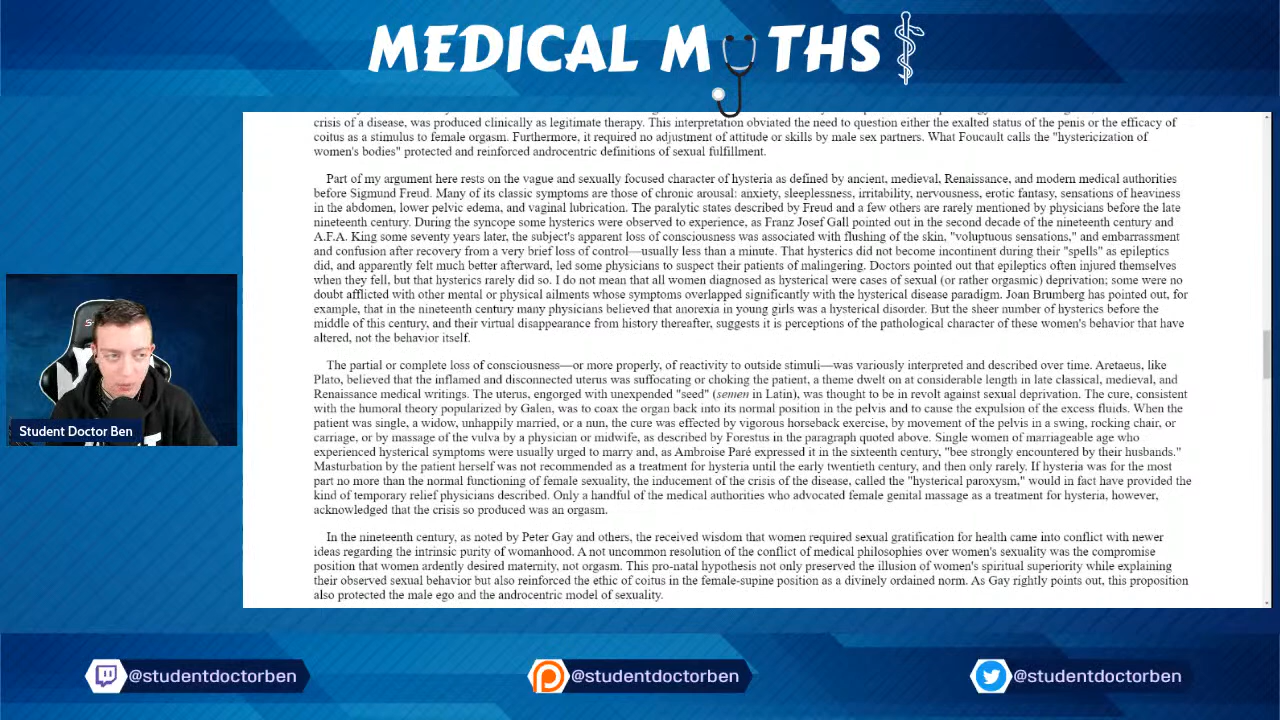 MEDICAL MYTHS
crisis of a disease, was produced clinically as legitimate therapy. This interpretation obviated the need to question either the exalted status of the penis or the efficacy of
coitus as a stimulus to female orgasm. Furthermore, it required no adjustment of attitude or skills by male sex partners. What Foucault calls the "hystericization of
women's bodies" protected and reinforced androcentric definitions of sexual fulfillment.
Part of my argument here rests on the vague and sexually focused character of hysteria as defined by ancient, medieval, Renaissance, and modern medical authorities
before Sigmund Freud. Many of its classic symptoms are those of chronic arousal: anxiety, sleeplessness, irritability, nervousness, erotic fantasy, sensations of heaviness
in the abdomen, lower pelvic edema, and vaginal lubrication. The paralytic states described by Freud and a few others are rarely mentioned by physicians before the late
nineteenth century. During the syncope some hysterics were observed to experience, as Franz Josef Gall pointed out in the second decade of the nineteenth century and
A.F.A. King some seventy years later, the subject's apparent loss of consciousness was associated with flushing of the skin, "voluptuous sensations," and embarrassment
and confusion after recovery from a very brief loss of control—usually less than a minute. That hysterics did not become incontinent during their "spells" as epileptics
did, and apparently felt much better afterward, led some physicians to suspect their patients of malingering. Doctors pointed out that epileptics often injured themselves
when they fell, but that hysterics rarely did so. I do not mean that all women diagnosed as hysterical were cases of sexual (or rather orgasmic) deprivation; some were no
doubt afflicted with other mental or physical ailments whose symptoms overlapped significantly with the hysterical disease paradigm. Joan Brumberg has pointed out, for
example, that in the nineteenth century many physicians believed that anorexia in young girls was a hysterical disorder. But the sheer number of hysterics before the
middle of this century, and their virtual disappearance from history thereafter, suggests it is perceptions of the pathological character of these women's behavior that have
altered, not the behavior itself.
The partial or complete loss of consciousness—or more properly, of reactivity to outside stimuli—was variously interpreted and described over time. Aretaeus, like
Plato, believed that the inflamed and disconnected uterus was suffocating or choking the patient, a theme dwelt on at considerable length in late classical, medieval, and
Renaissance medical writings. The uterus, engorged with unexpended "seed" (semen in Latin), was thought to be in revolt against sexual deprivation. The cure, consistent
with the humoral theory popularized by Galen, was to coax the organ back into its normal position in the pelvis and to cause the expulsion of the excess fluids. When the
patient was single, a widow, unhappily married, or a nun, the cure was effected by vigorous horseback exercise, by movement of the pelvis in a swing, rocking chair, or
carriage, or by massage of the vulva by a physician or midwife, as described by Forestus in the paragraph quoted above. Single women of marriageable age who
experienced hysterical symptoms were usually urged to marry and, as Ambroise Paré expressed it in the sixteenth century, "bee strongly encountered by their husbands."
Masturbation by the patient herself was not recommended as a treatment for hysteria until the early twentieth century, and then only rarely. If hysteria was for the most
part no more than the normal functioning of female sexuality, the inducement of the crisis of the disease, called the "hysterical paroxysm," would in fact have provided the
kind of temporary relief physicians described. Only a handful of the medical authorities who advocated female genital massage as a treatment for hysteria, however,
acknowledged that the crisis so produced was an orgasm.
In the nineteenth century, as noted by Peter Gay and others, the received wisdom that women required sexual gratification for health came into conflict with newer
ideas regarding the intrinsic purity of womanhood. A not uncommon resolution of the conflict of medical philosophies over women's sexuality was the compromise
position that women ardently desired maternity, not orgasm. This pro-natal hypothesis not only preserved the illusion of women's spiritual superiority while explaining
their observed sexual behavior but also reinforced the ethic of coitus in the female-supine position as a divinely ordained norm. As Gay rightly points out, this proposition
also protected the male ego and the androcentric model of sexuality.
Student Doctor Ben
@studentdoctorben
@studentdoctorben
@studentdoctorben